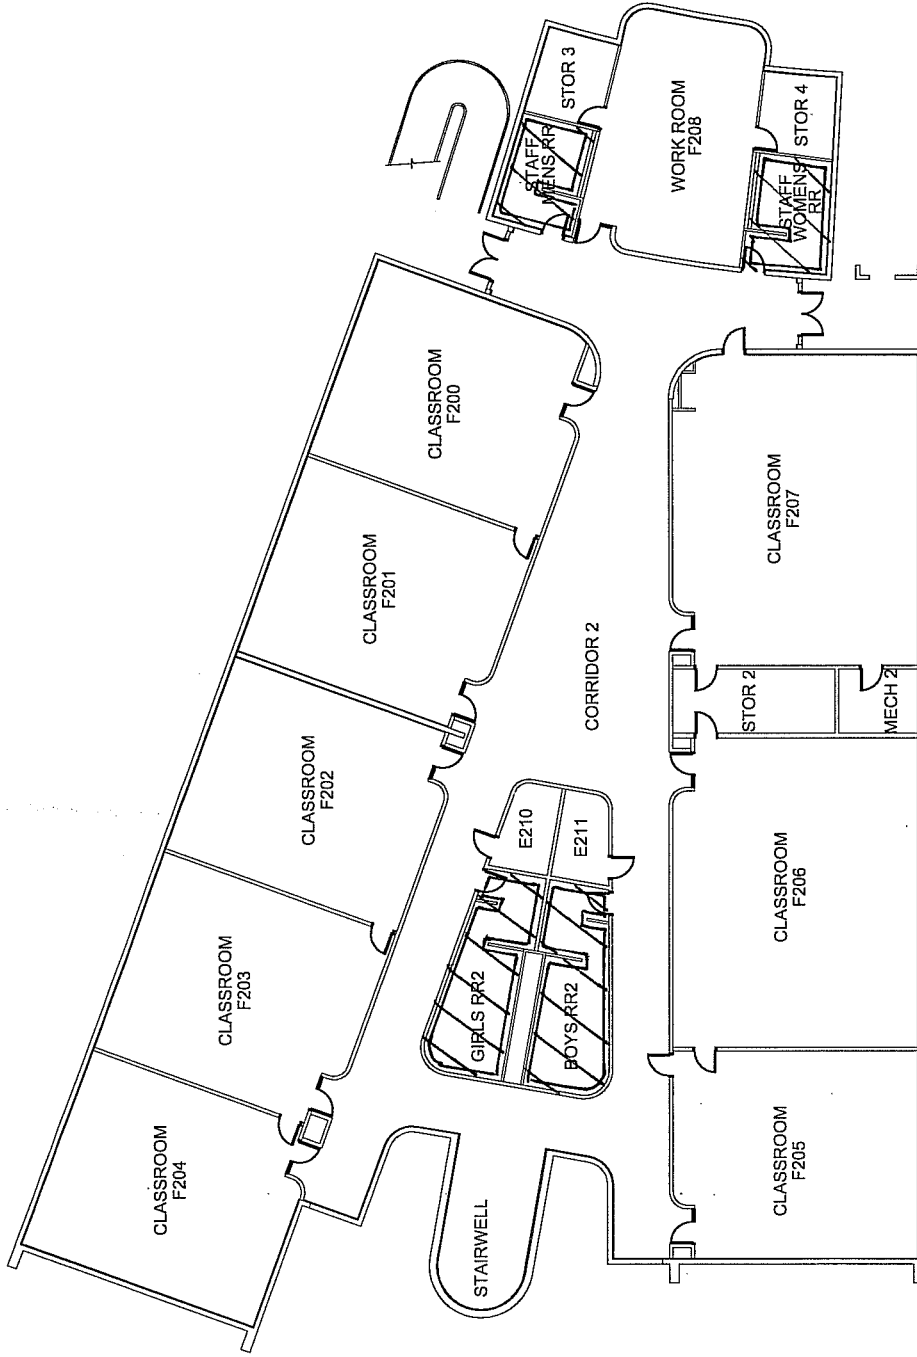 STOR 3
STAFF
MENS RR
WORK ROOM
F208
STOR 4
STAFF
WOMENS
RR
CLASSROOM
F200
CLASSROOM
F201
CLASSROOM
F202
CLASSROOM
F203
CLASSROOM
F204
CORRIDOR 2
E210
E211
GIRLS RR2
BOYS RR2
STAIRWELL
CLASSROOM
F207
STOR 2
MECH 2
CLASSROOM
F206
CLASSROOM
F205